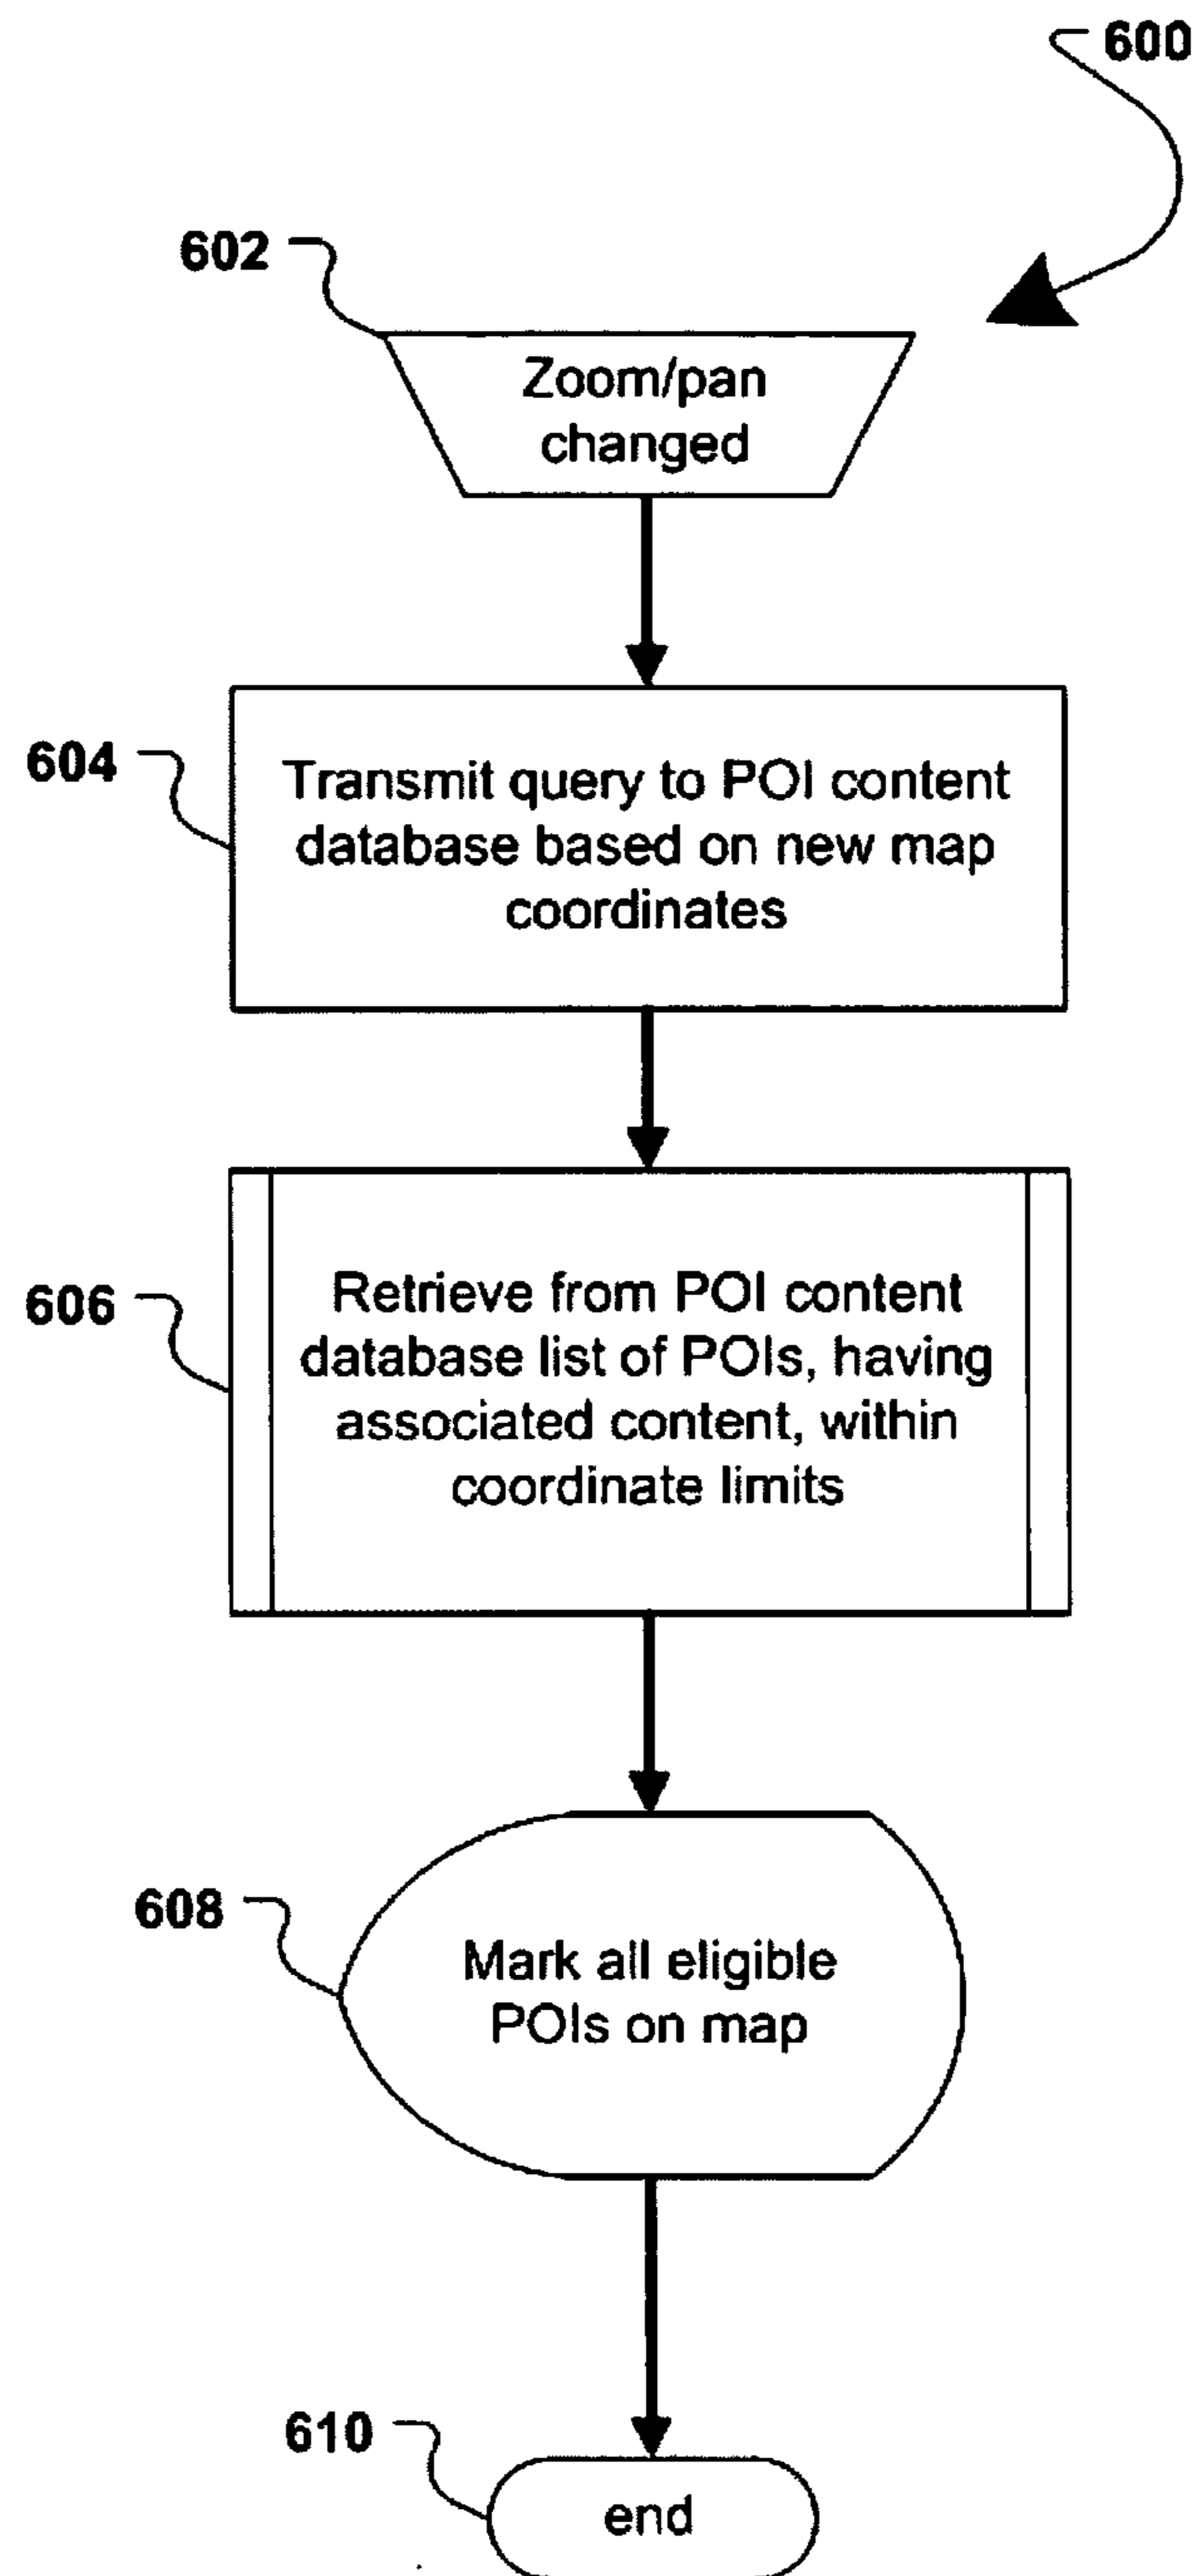 600
602
Zoom/pan
changed
604
Transmit query to POI content
database based on new map
coordinates
606
Retrieve from POI content
database list of POIs, having
associated content, within
coordinate limits
608
Mark all eligible
POIs on map
610
end